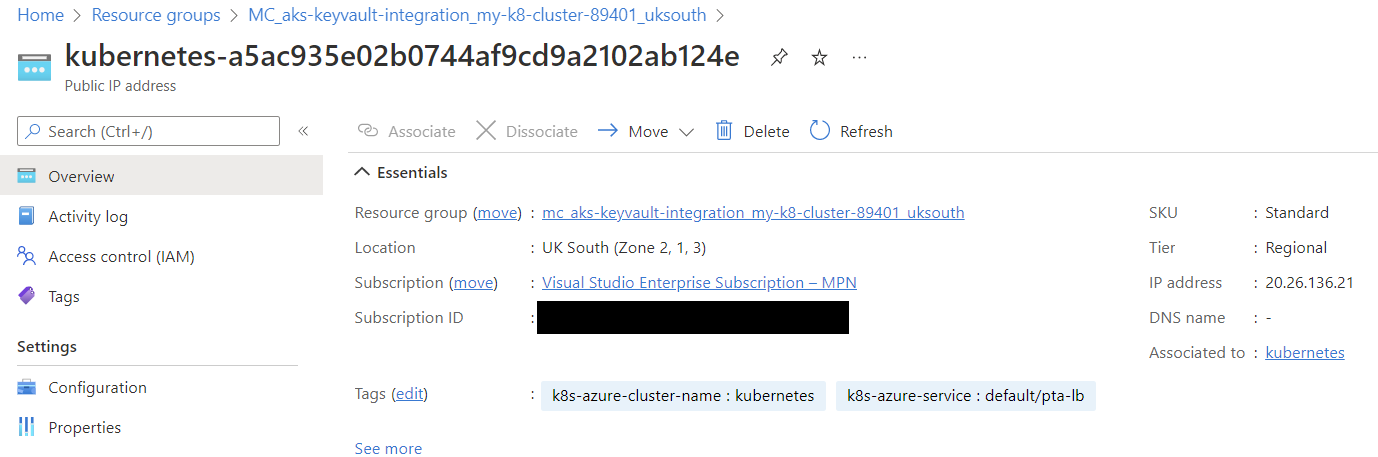 Home > Resource groups > MC_aks-keyvault-integration_my-k8-cluster-89401_uksouth >
kubernetes-a5ac935e02b0744af9cd9a2102ab124e
Public IP address
Search (Ctrl+/)
Associate Dissociate Move Delete Refresh
Overview
Activity log
Access control (IAM)
Tags
Settings
Configuration
Properties
Essentials
Resource group (move) : mc_aks-keyvault-integration_my-k8-cluster-89401_uksouth
Location : UK South (Zone 2, 1, 3)
Subscription (move) : Visual Studio Enterprise Subscription – MPN
Subscription ID :
SKU : Standard
Tier : Regional
IP address : 20.26.136.21
DNS name : -
Associated to : kubernetes
Tags (edit) : k8s-azure-cluster-name : kubernetes k8s-azure-service : default/pta-lb
See more